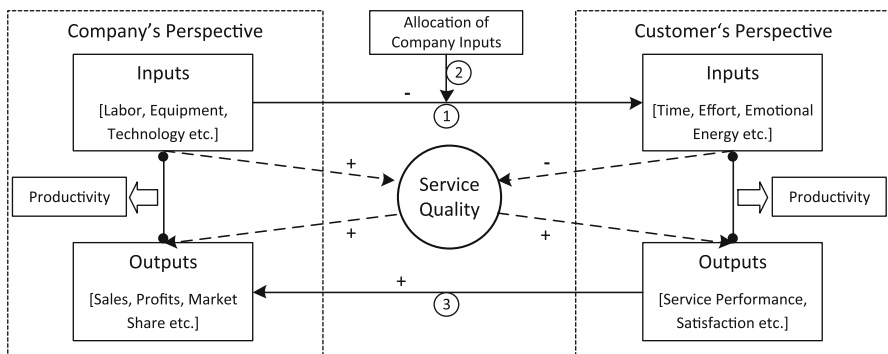 Company's Perspective
Allocation of
Company Inputs
Customer‘s Perspective
Inputs
[Labor, Equipment,
Technology etc.]
2
-
1
Inputs
[Time, Effort, Emotional
Energy etc.]
+
-
Service
Quality
Productivity
Productivity
+
+
Outputs
[Sales, Profits, Market
Share etc.]
+
3
Outputs
[Service Performance,
Satisfaction etc.]